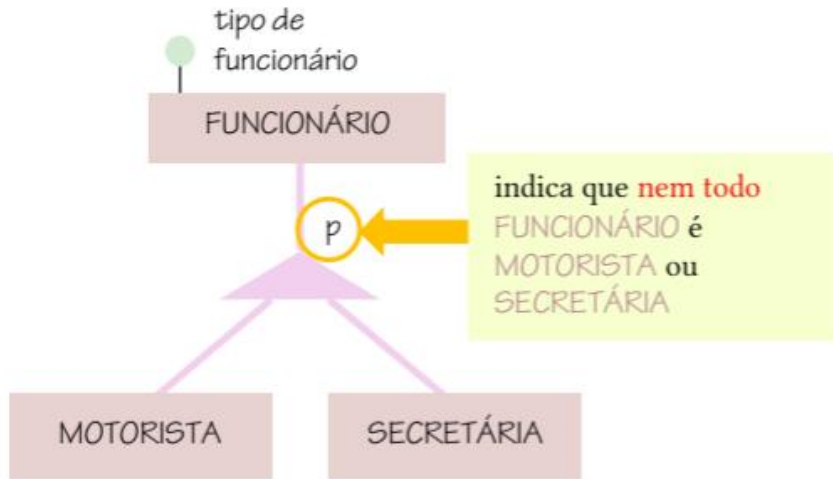 tipo de
funcionário
FUNCIONÁRIO
p
indica que nem todo
FUNCIONÁRIO é
MOTORISTA ou
SECRETÁRIA
MOTORISTA
SECRETÁRIA